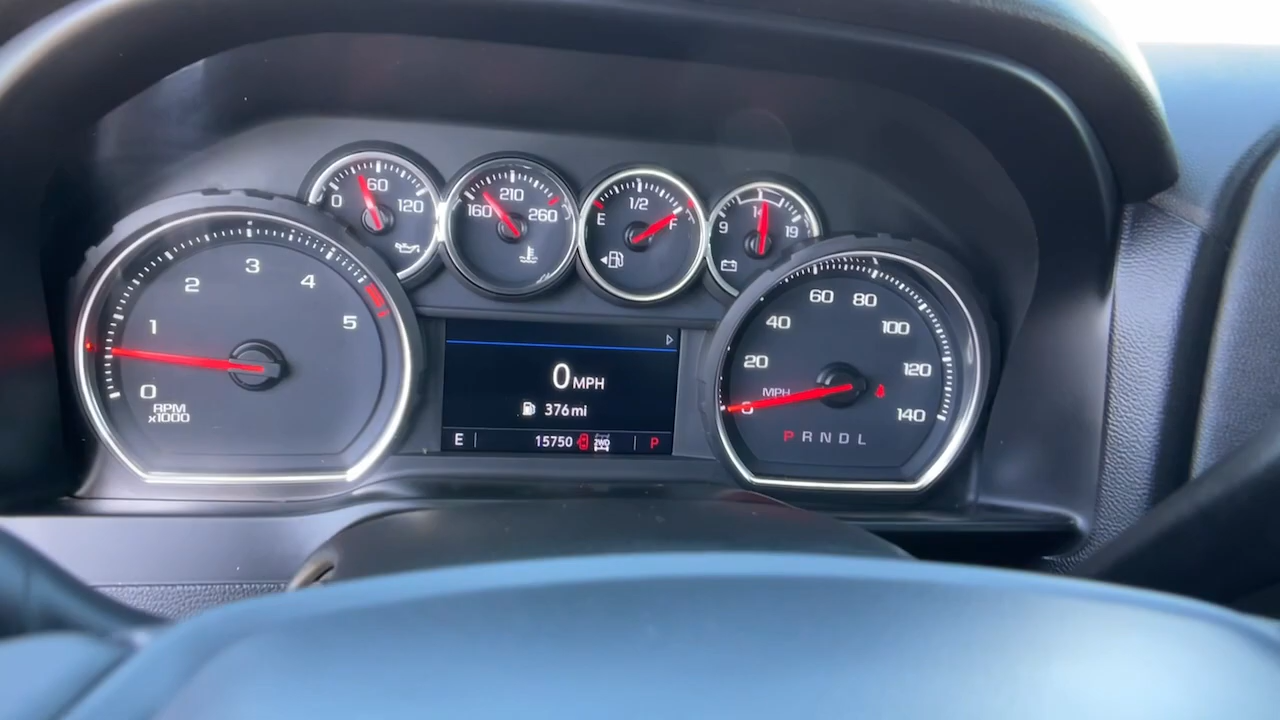 0 60 120
160 210 260
E 1/2 F
9 14 19
0 1 2 3 4 5
RPM
x1000
0 MPH
376 mi
E 15750 2WD P
0 20 40 60 80 100 120 140
MPH
P R N D L